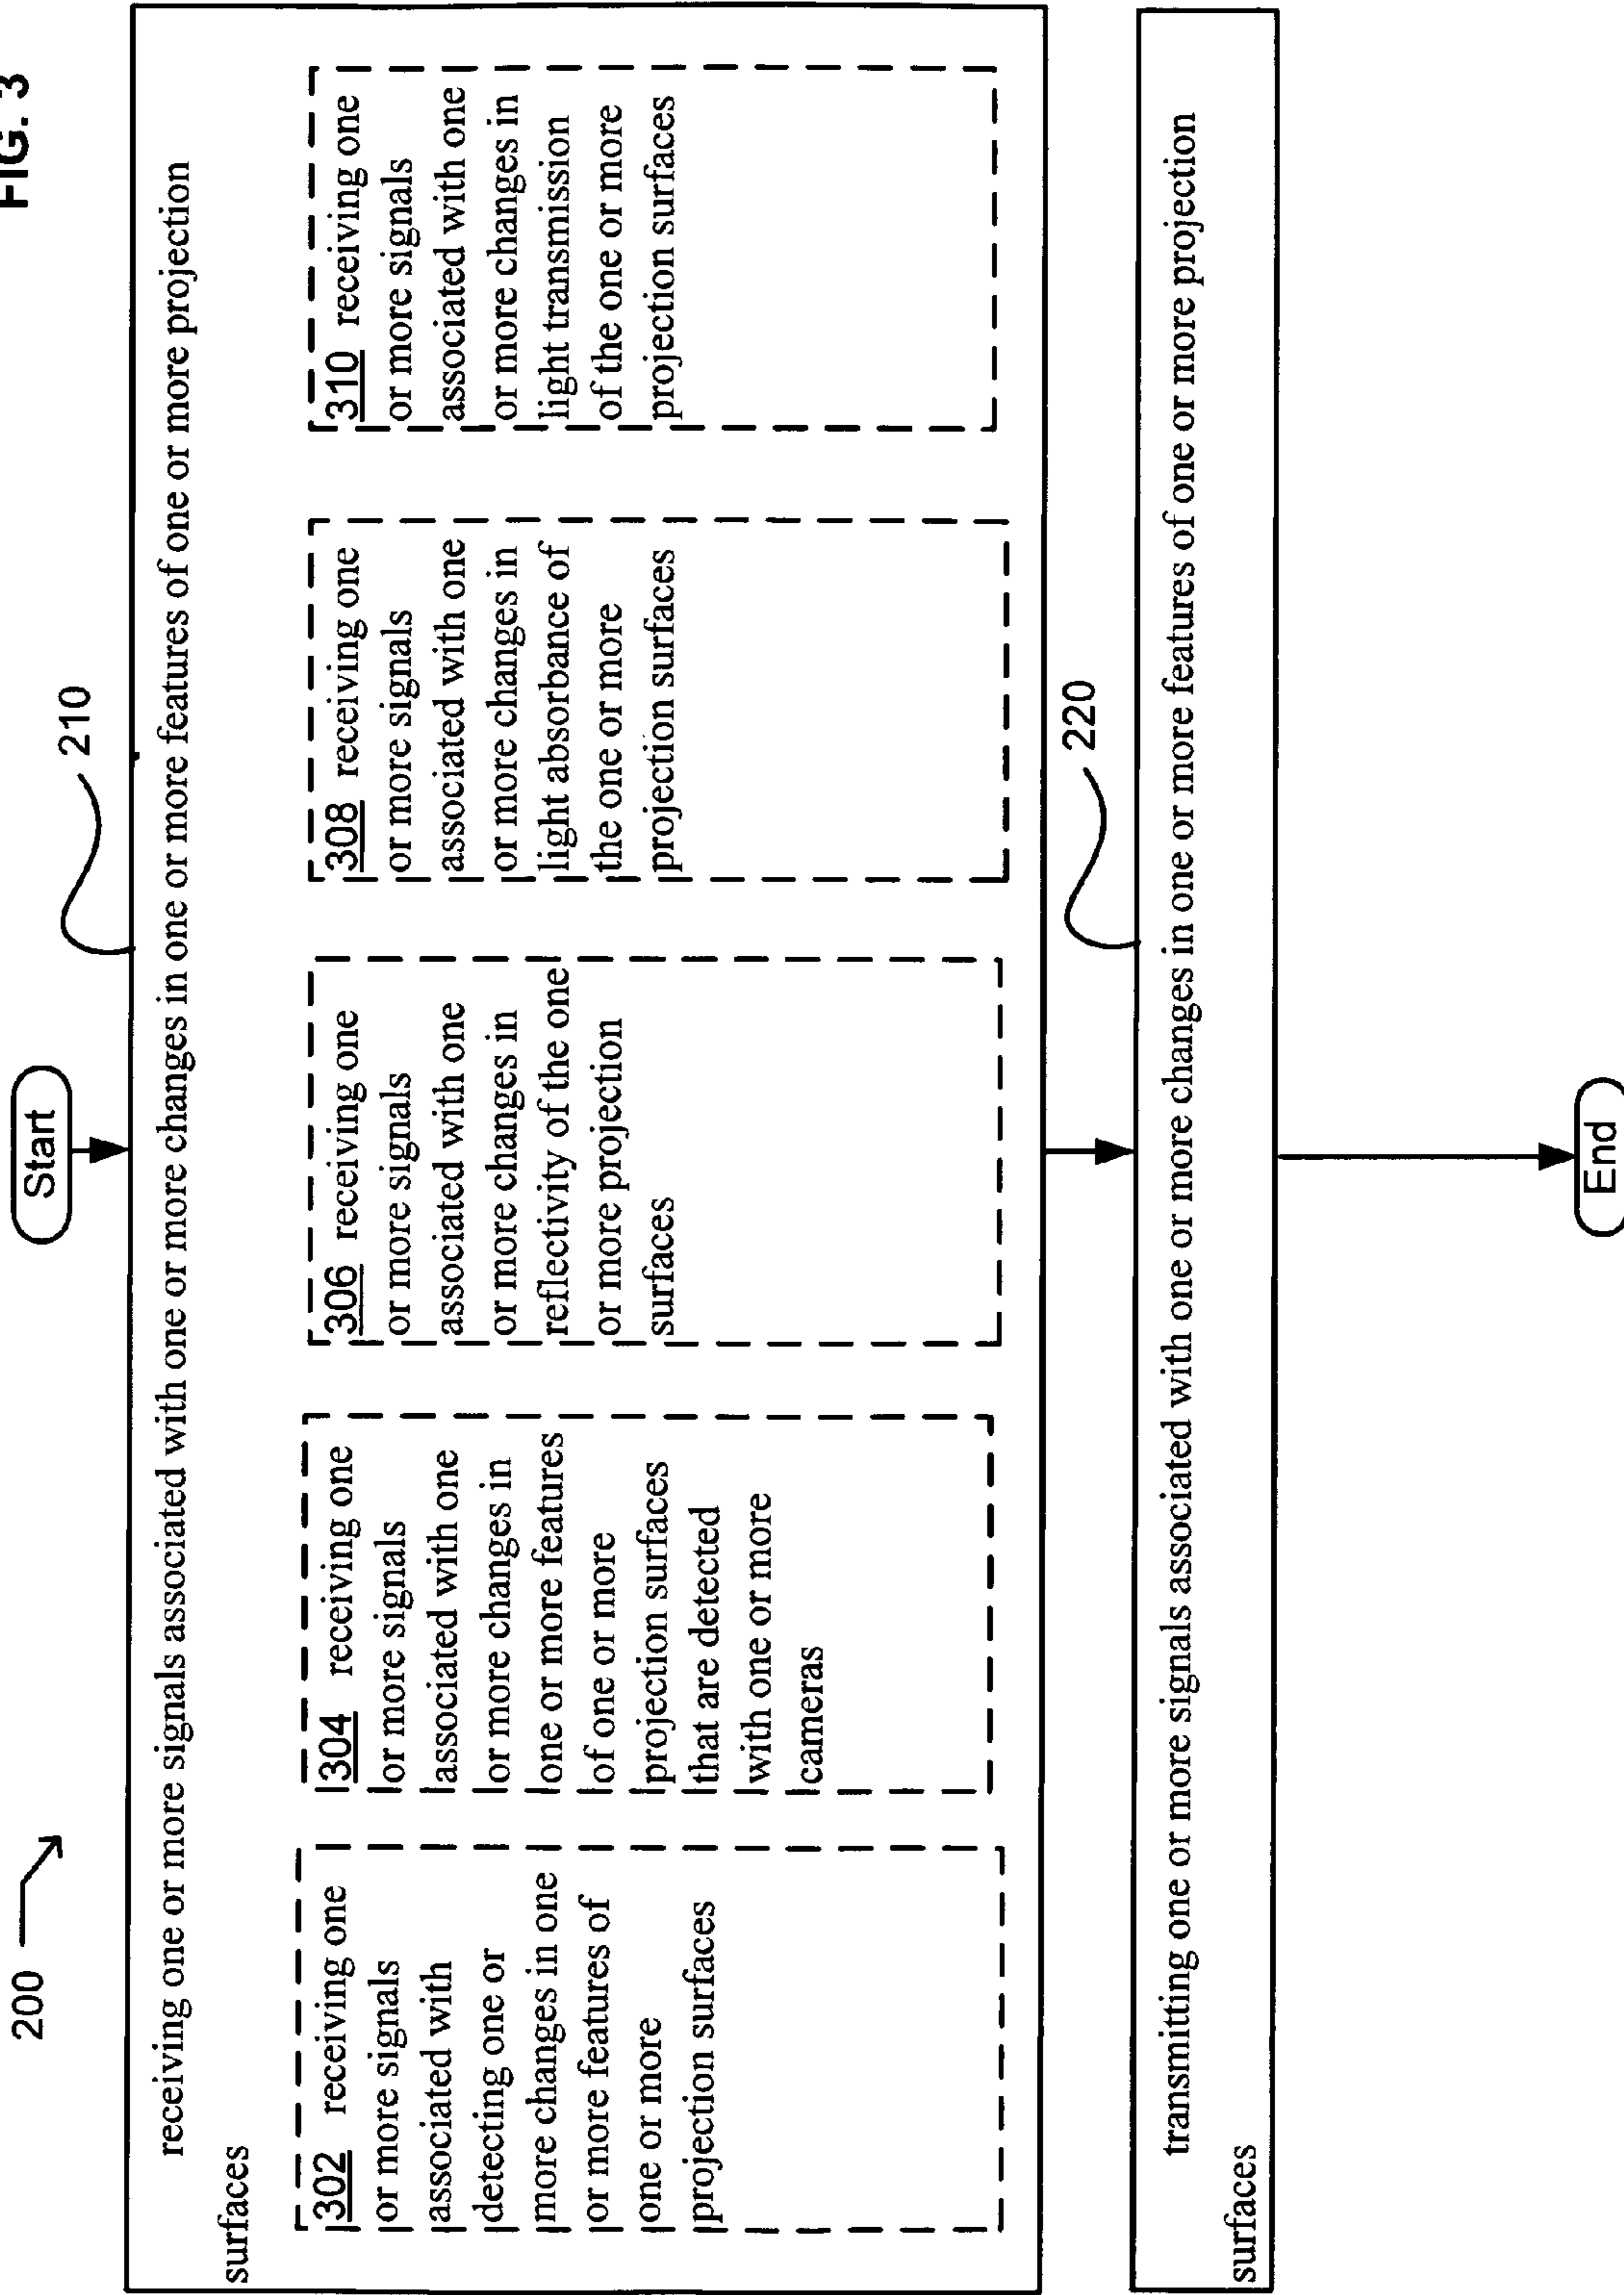 FIG. 3
200
Start
210
receiving one or more signals associated with one or more changes in one or more features of one or more projection
surfaces
302 receiving one
or more signals
associated with
detecting one or
more changes in one
or more features of
one or more
projection surfaces
304 receiving one
or more signals
associated with one
or more changes in
one or more features
of one or more
projection surfaces
that are detected
with one or more
cameras
306 receiving one
or more signals
associated with one
or more changes in
reflectivity of the one
or more projection
surfaces
308 receiving one
or more signals
associated with one
or more changes in
light absorbance of
the one or more
projection surfaces
310 receiving one
or more signals
associated with one
or more changes in
light transmission
of the one or more
projection surfaces
220
transmitting one or more signals associated with one or more changes in one or more features of one or more projection
surfaces
End